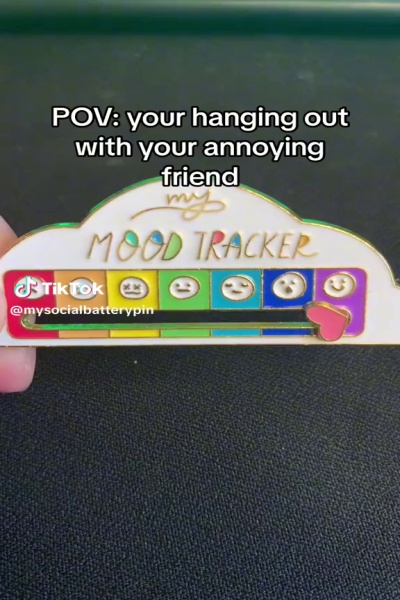 POV: your hanging out
with your annoying
friend
my
MOOD TRACKER
TikTok
@mysocialbatterypin